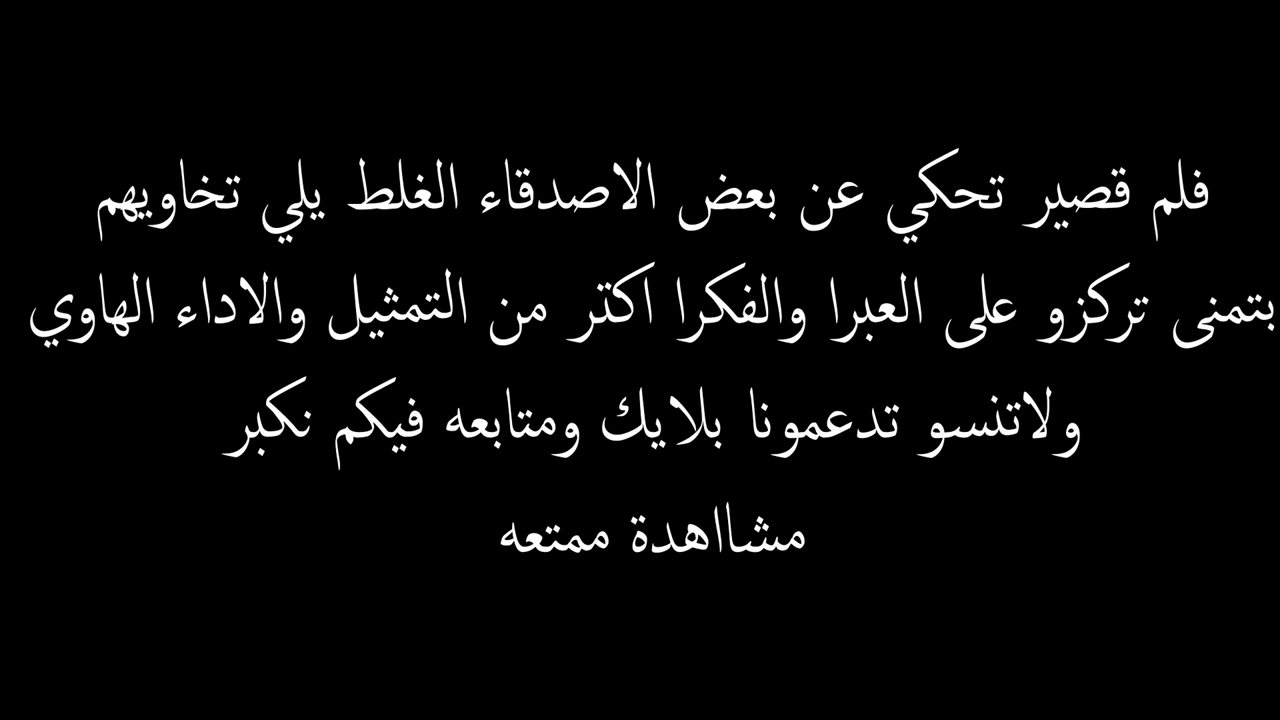 فلم قصير تحكي عن بعض الاصدقاء الغلط يلي تخاويهم
بتمنى تركزو على العبرا والفكرا اكتر من التمثيل والاداء الهاوي
ولاتنسو تدعمونا بلايك ومتابعه فيكم نكبر
مشااهدة ممتعه